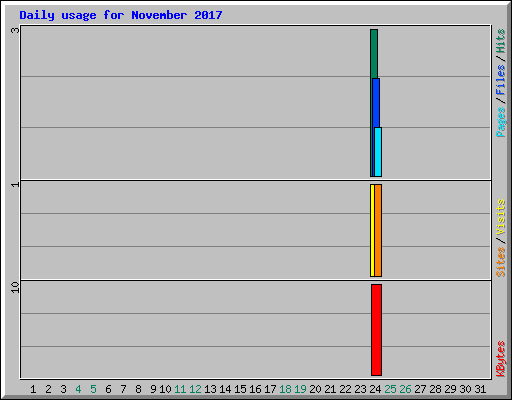 Daily usage for November 2017
3
Pages/Files/Hits
1
Sites/Visits
10
KBytes
1 2 3 4 5 6 7 8 9 10 11 12 13 14 15 16 17 18 19 20 21 22 23 24 25 26 27 28 29 30 31